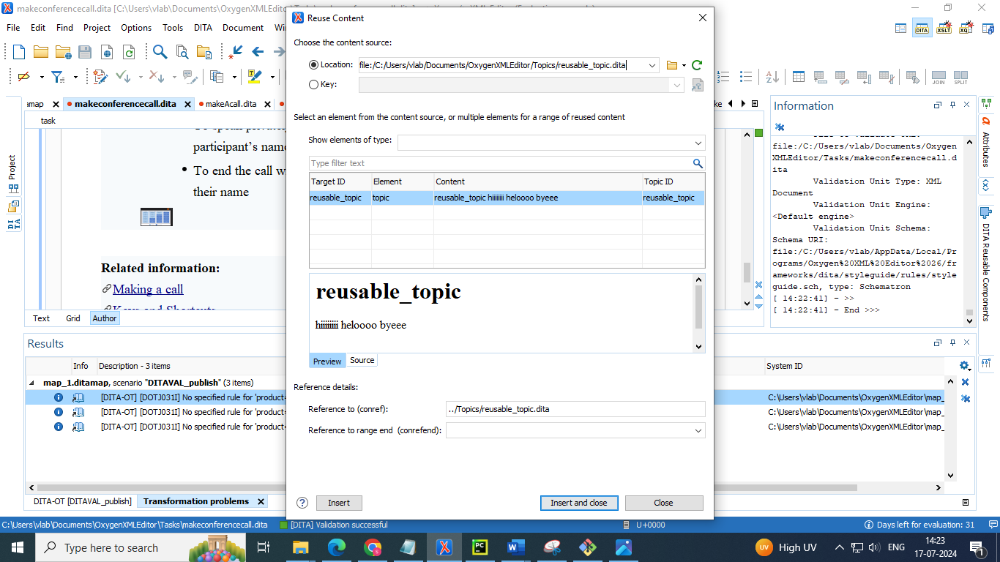 makeconferencecall.dita [C:\Users\vlab\Documents\OxygenXMLEditor\
Reuse Content
File Edit Find Project Options Tools DITA Document
Choose the content source:
Location: file:/C:/Users/vlab/Documents/OxygenXMLEditor/Topics/reusable_topic.dita
Key:
DITA XSLT XQ
JOIN SPLIT
amap makeconferencecall.dita makeAcall.dita
ke
task
Select an element from the content source, or multiple elements for a range of reused content
Show elements of type:
Type filter text
Target ID Element Content Topic ID
reusable_topic topic reusable_topic hiiiiiiii heloooo byeee reusable_topic
participant's name
To end the call w
their name
Related information:
Making a call
Text Grid Author
reusable_topic
hiiiiiiii heloooo byeee
Preview Source
Reference details:
Reference to (conref): ../Topics/reusable_topic.dita
Reference to range end (conrefend):
Insert Insert and close Close
Project
DITA
Information
file:/C:/Users/vlab/Documents/Oxygen
XMLEditor/Tasks/makeconferencecall.d
ita
Validation Unit Type: XML
Document
Validation Unit Engine:
<Default engine>
Validation Unit Schema:
Schema URI:
file:/C:/Users/vlab/AppData/Local/Pro
grams/Oxygen%20XML%20Editor%2026/fr
ameworks/dita/styleguide/rules/style
guide.sch, type: Schematron
[ 14:22:41] - >>
[ 14:22:41] - End >>>
Attributes
DITA Reusable Components
Results
Info Description - 3 items System ID
map_1.ditamap, scenario "DITAVAL_publish" (3 items)
[DITA-OT] [DOTJ031I] No specified rule for 'product= C:\Users\vlab\Documents\OxygenXMLEditor\map_
[DITA-OT] [DOTJ031I] No specified rule for 'product= C:\Users\vlab\Documents\OxygenXMLEditor\map_
[DITA-OT] [DOTJ031I] No specified rule for 'product= C:\Users\vlab\Documents\OxygenXMLEditor\map_
DITA-OT [DITAVAL_publish] Transformation problems
C:\Users\vlab\Documents\OxygenXMLEditor\Tasks\makeconferencecall.dita [DITA] Validation successful U+0000 Days left for evaluation: 31
Type here to search
UV High UV ENG 14:23
17-07-2024
1